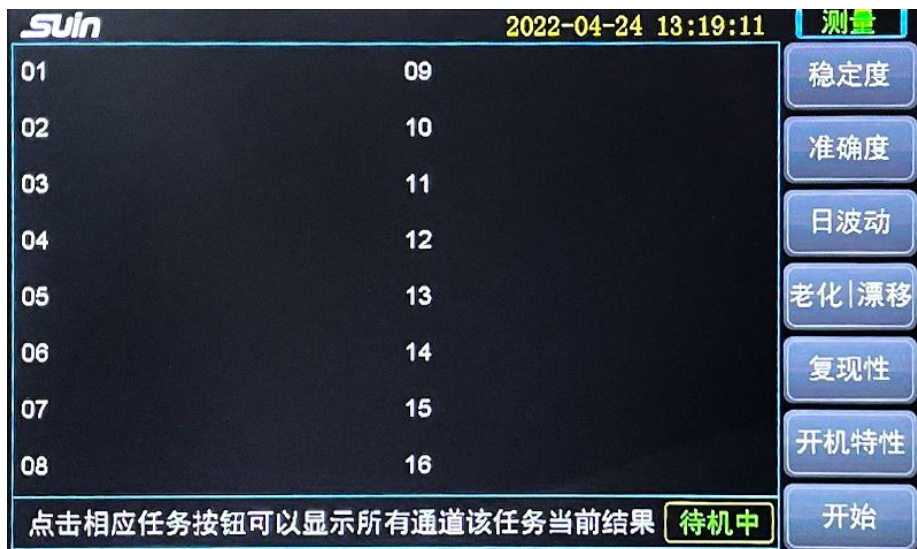 SUin 2022-04-24 13:19:11 测量
01 09
02 10
03 11
04 12
05 13
06 14
07 15
08 16
稳定度
准确度
日波动
老化|漂移
复现性
开机特性
开始
点击相应任务按钮可以显示所有通道该任务当前结果 待机中